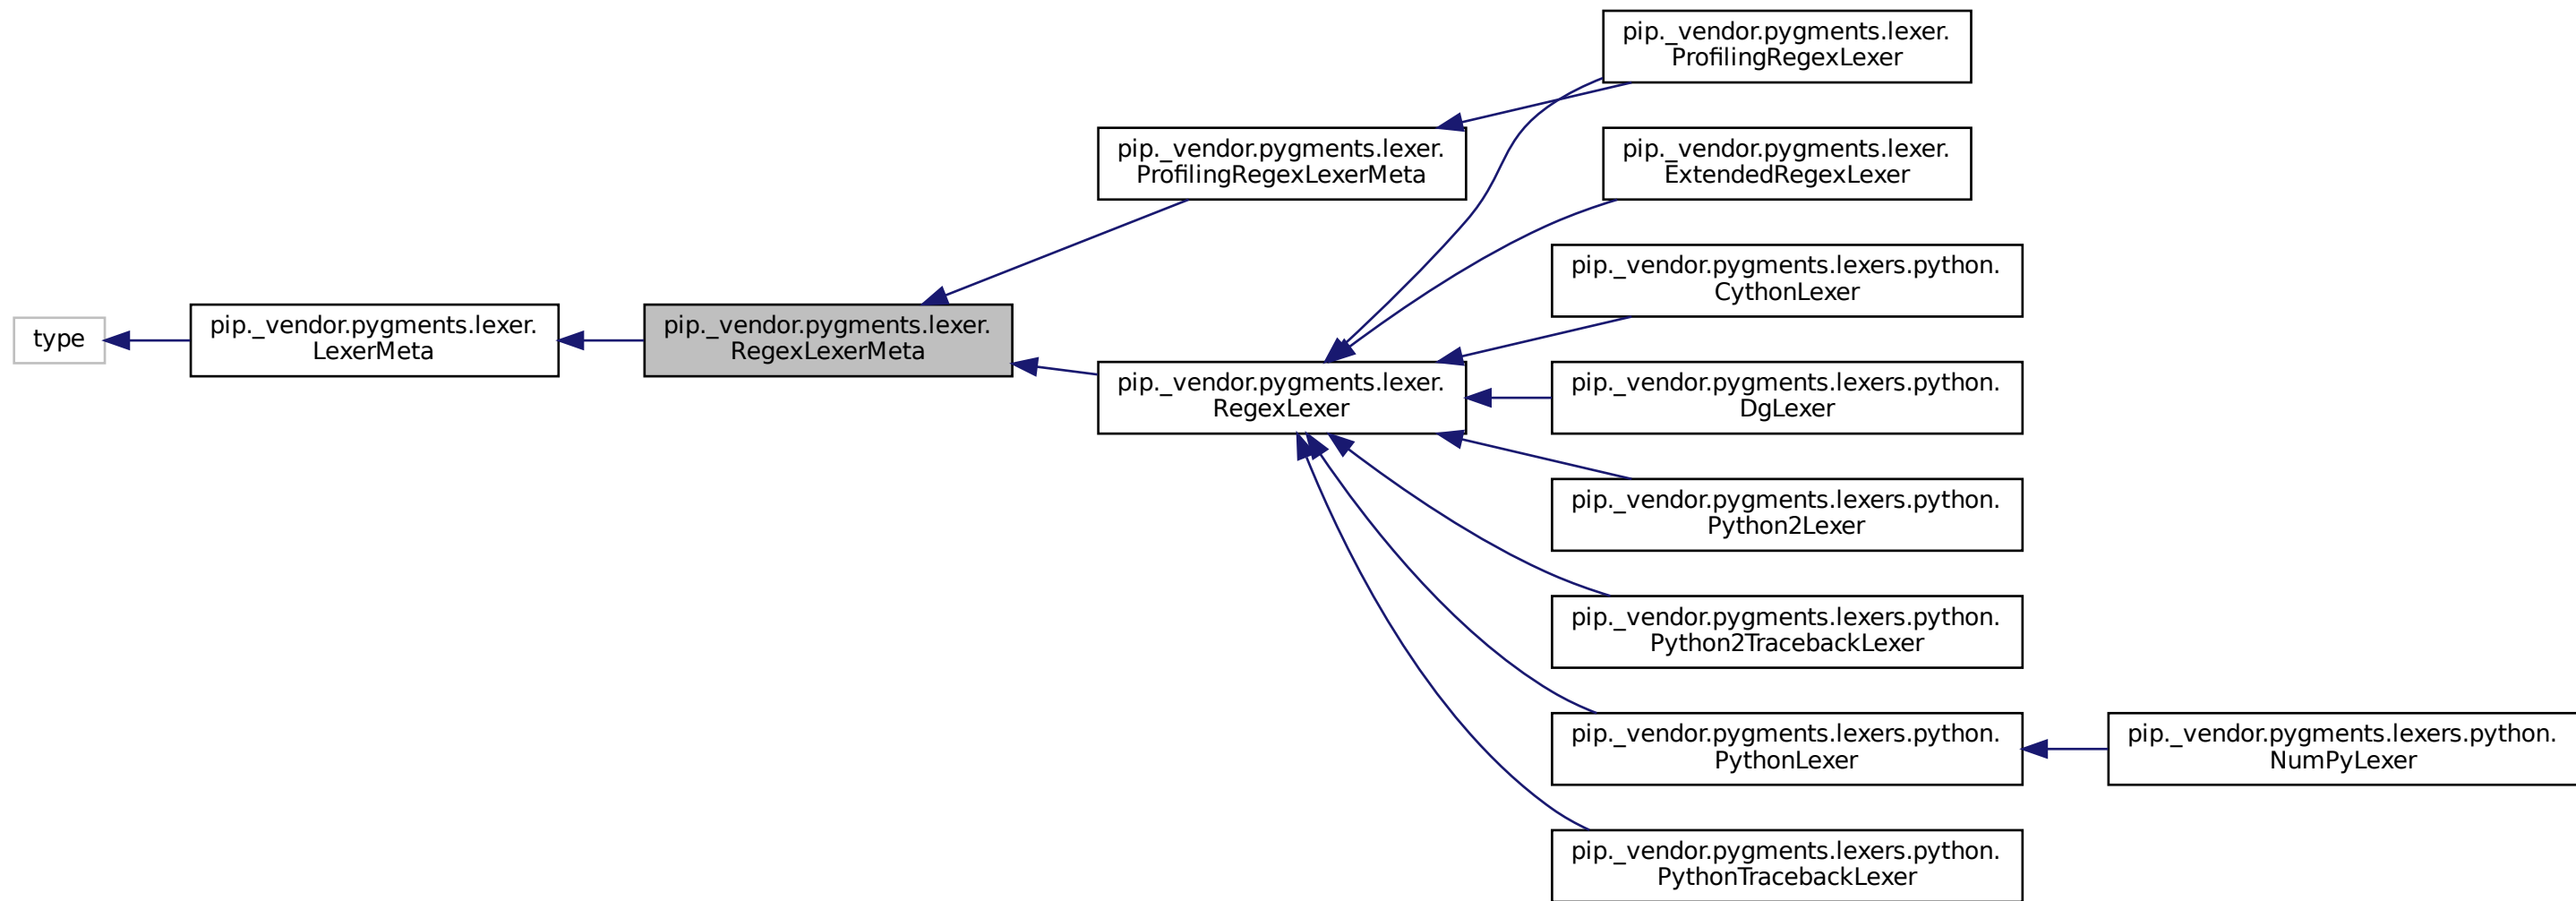 type
pip._vendor.pygments.lexer.
LexerMeta
pip._vendor.pygments.lexer.
RegexLexerMeta
pip._vendor.pygments.lexer.
ProfilingRegexLexerMeta
pip._vendor.pygments.lexer.
RegexLexer
pip._vendor.pygments.lexer.
ProfilingRegexLexer
pip._vendor.pygments.lexer.
ExtendedRegexLexer
pip._vendor.pygments.lexers.python.
CythonLexer
pip._vendor.pygments.lexers.python.
DgLexer
pip._vendor.pygments.lexers.python.
Python2Lexer
pip._vendor.pygments.lexers.python.
Python2TracebackLexer
pip._vendor.pygments.lexers.python.
PythonLexer
pip._vendor.pygments.lexers.python.
PythonTracebackLexer
pip._vendor.pygments.lexers.python.
NumPyLexer